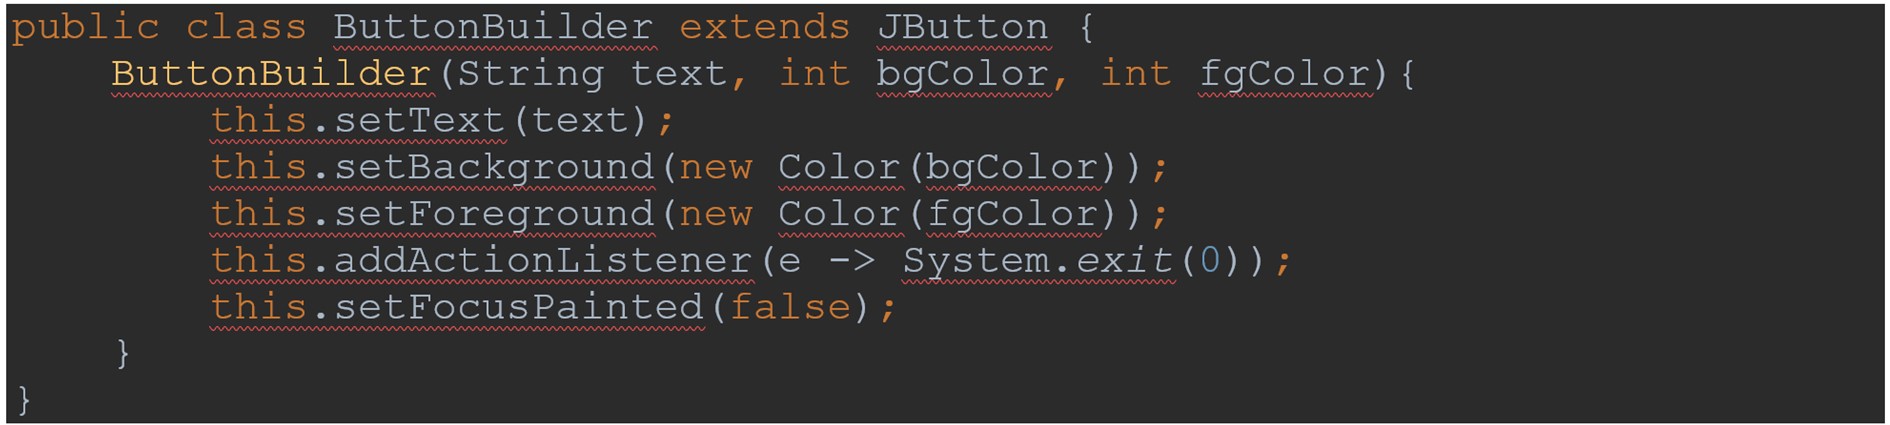 public class ButtonBuilder extends JButton {
    ButtonBuilder(String text, int bgColor, int fgColor){
        this.setText(text);
        this.setBackground(new Color(bgColor));
        this.setForeground(new Color(fgColor));
        this.addActionListener(e -> System.exit(0));
        this.setFocusPainted(false);
    }
}